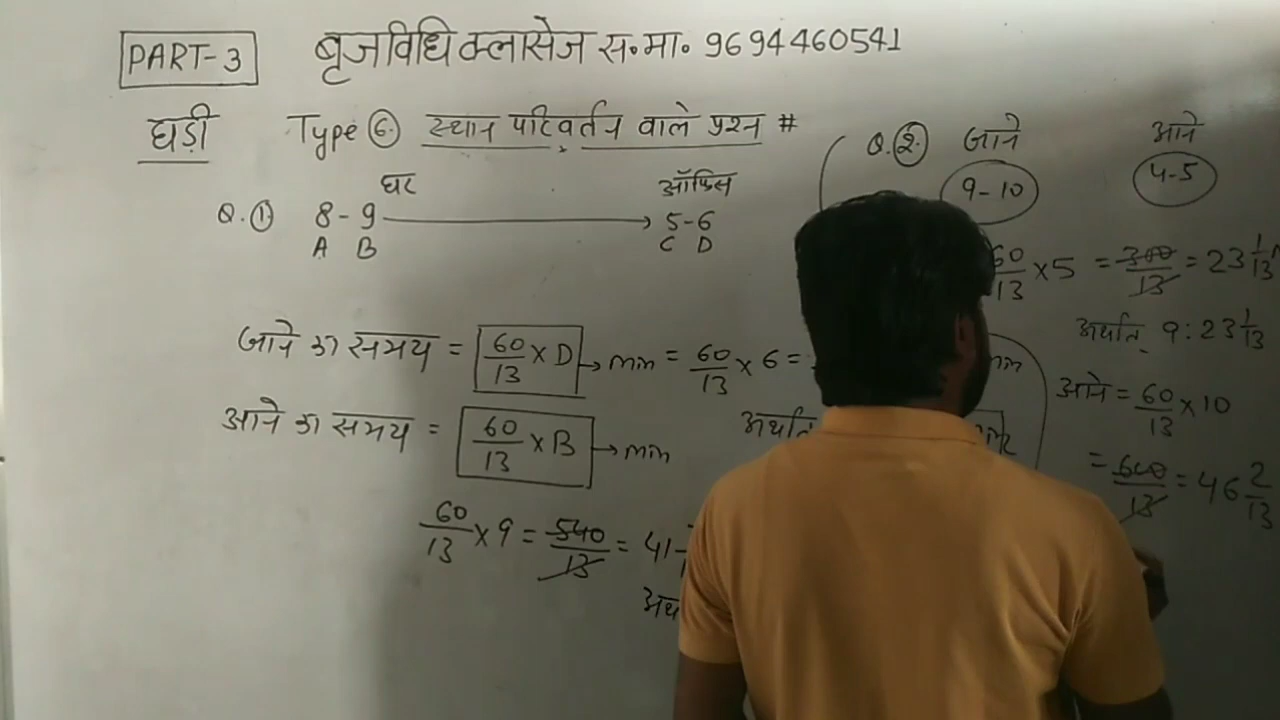 PART-3 बृजविधि क्लासेज स॰मा॰ 9694460541
घड़ी Type ⑥ स्थान परिवर्तन वाले प्रश्न #
घर ऑफिस
Q.① 8-9 → 5-6
A B C D
जाने का समय = 60/13 × D → min = 60/13 × 6 =
आने का समय = 60/13 × B → min
60/13 × 9 = 540/13 = 41
Q.② जाने आने
9-10 4-5
60/13 × 5 = 300/13 = 23 1/13
अर्थात् 9:23 1/13
आने = 60/13 × 10
= 600/13 = 46 2/13